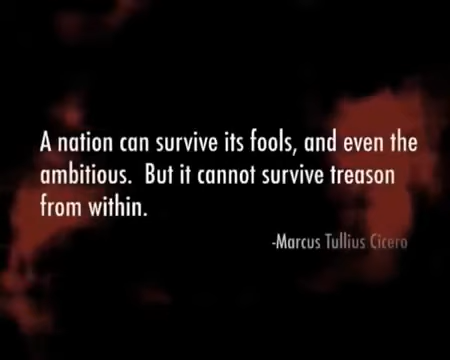 A nation can survive its fools, and even the
ambitious.  But it cannot survive treason
from within.
-Marcus Tullius Cicero